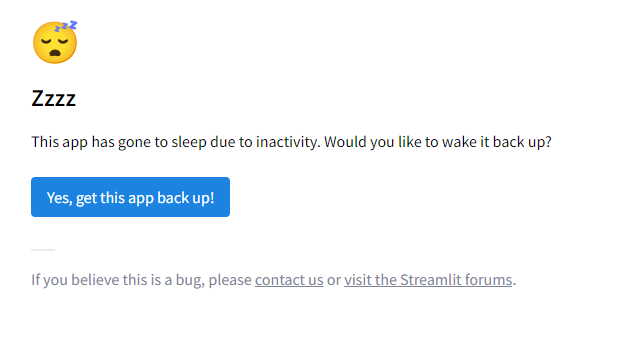 Zzzz
This app has gone to sleep due to inactivity. Would you like to wake it back up?
Yes, get this app back up!
If you believe this is a bug, please contact us or visit the Streamlit forums.